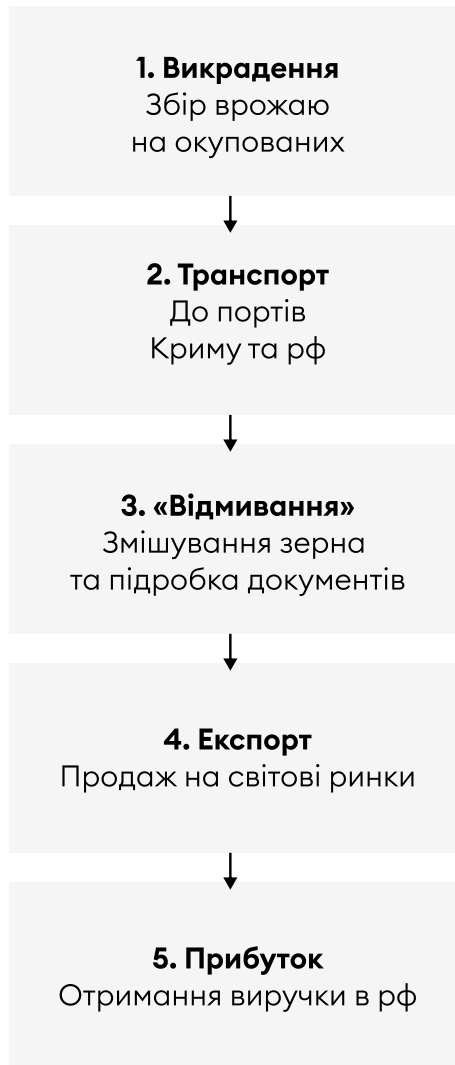 1. Викрадення
Збір врожаю
на окупованих
2. Транспорт
До портів
Криму та рф
3. «Відмивання»
Змішування зерна
та підробка документів
4. Експорт
Продаж на світові ринки
5. Прибуток
Отримання виручки в рф